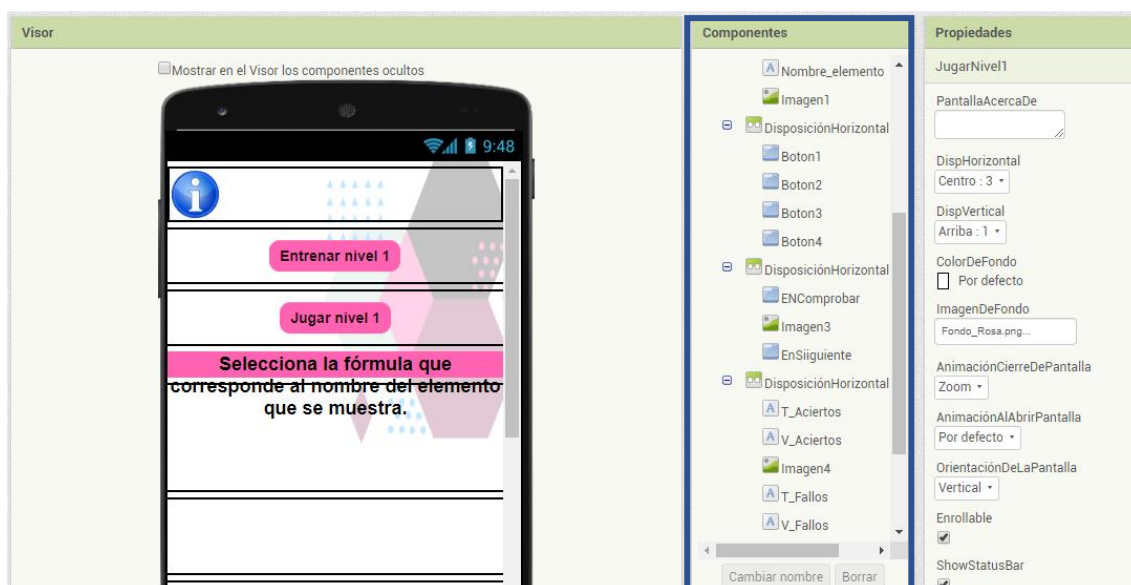 Visor
Mostrar en el Visor los componentes ocultos
9:48
Entrenar nivel 1
Jugar nivel 1
Selecciona la fórmula que
corresponde al nombre del elemento
que se muestra.
Componentes
Nombre_elemento
Imagen1
DisposiciónHorizontal
Boton1
Boton2
Boton3
Boton4
DisposiciónHorizontal
ENComprobar
Imagen3
EnSiiguiente
DisposiciónHorizontal
T_Aciertos
V_Aciertos
Imagen4
T_Fallos
V_Fallos
Cambiar nombre Borrar
Propiedades
JugarNivel1
PantallaAcercaDe
DispHorizontal
Centro : 3
DispVertical
Arriba : 1
ColorDeFondo
Por defecto
ImagenDeFondo
Fondo_Rosa.png...
AnimaciónCierreDePantalla
Zoom
AnimaciónAlAbrirPantalla
Por defecto
OrientaciónDeLaPantalla
Vertical
Enrollable
ShowStatusBar